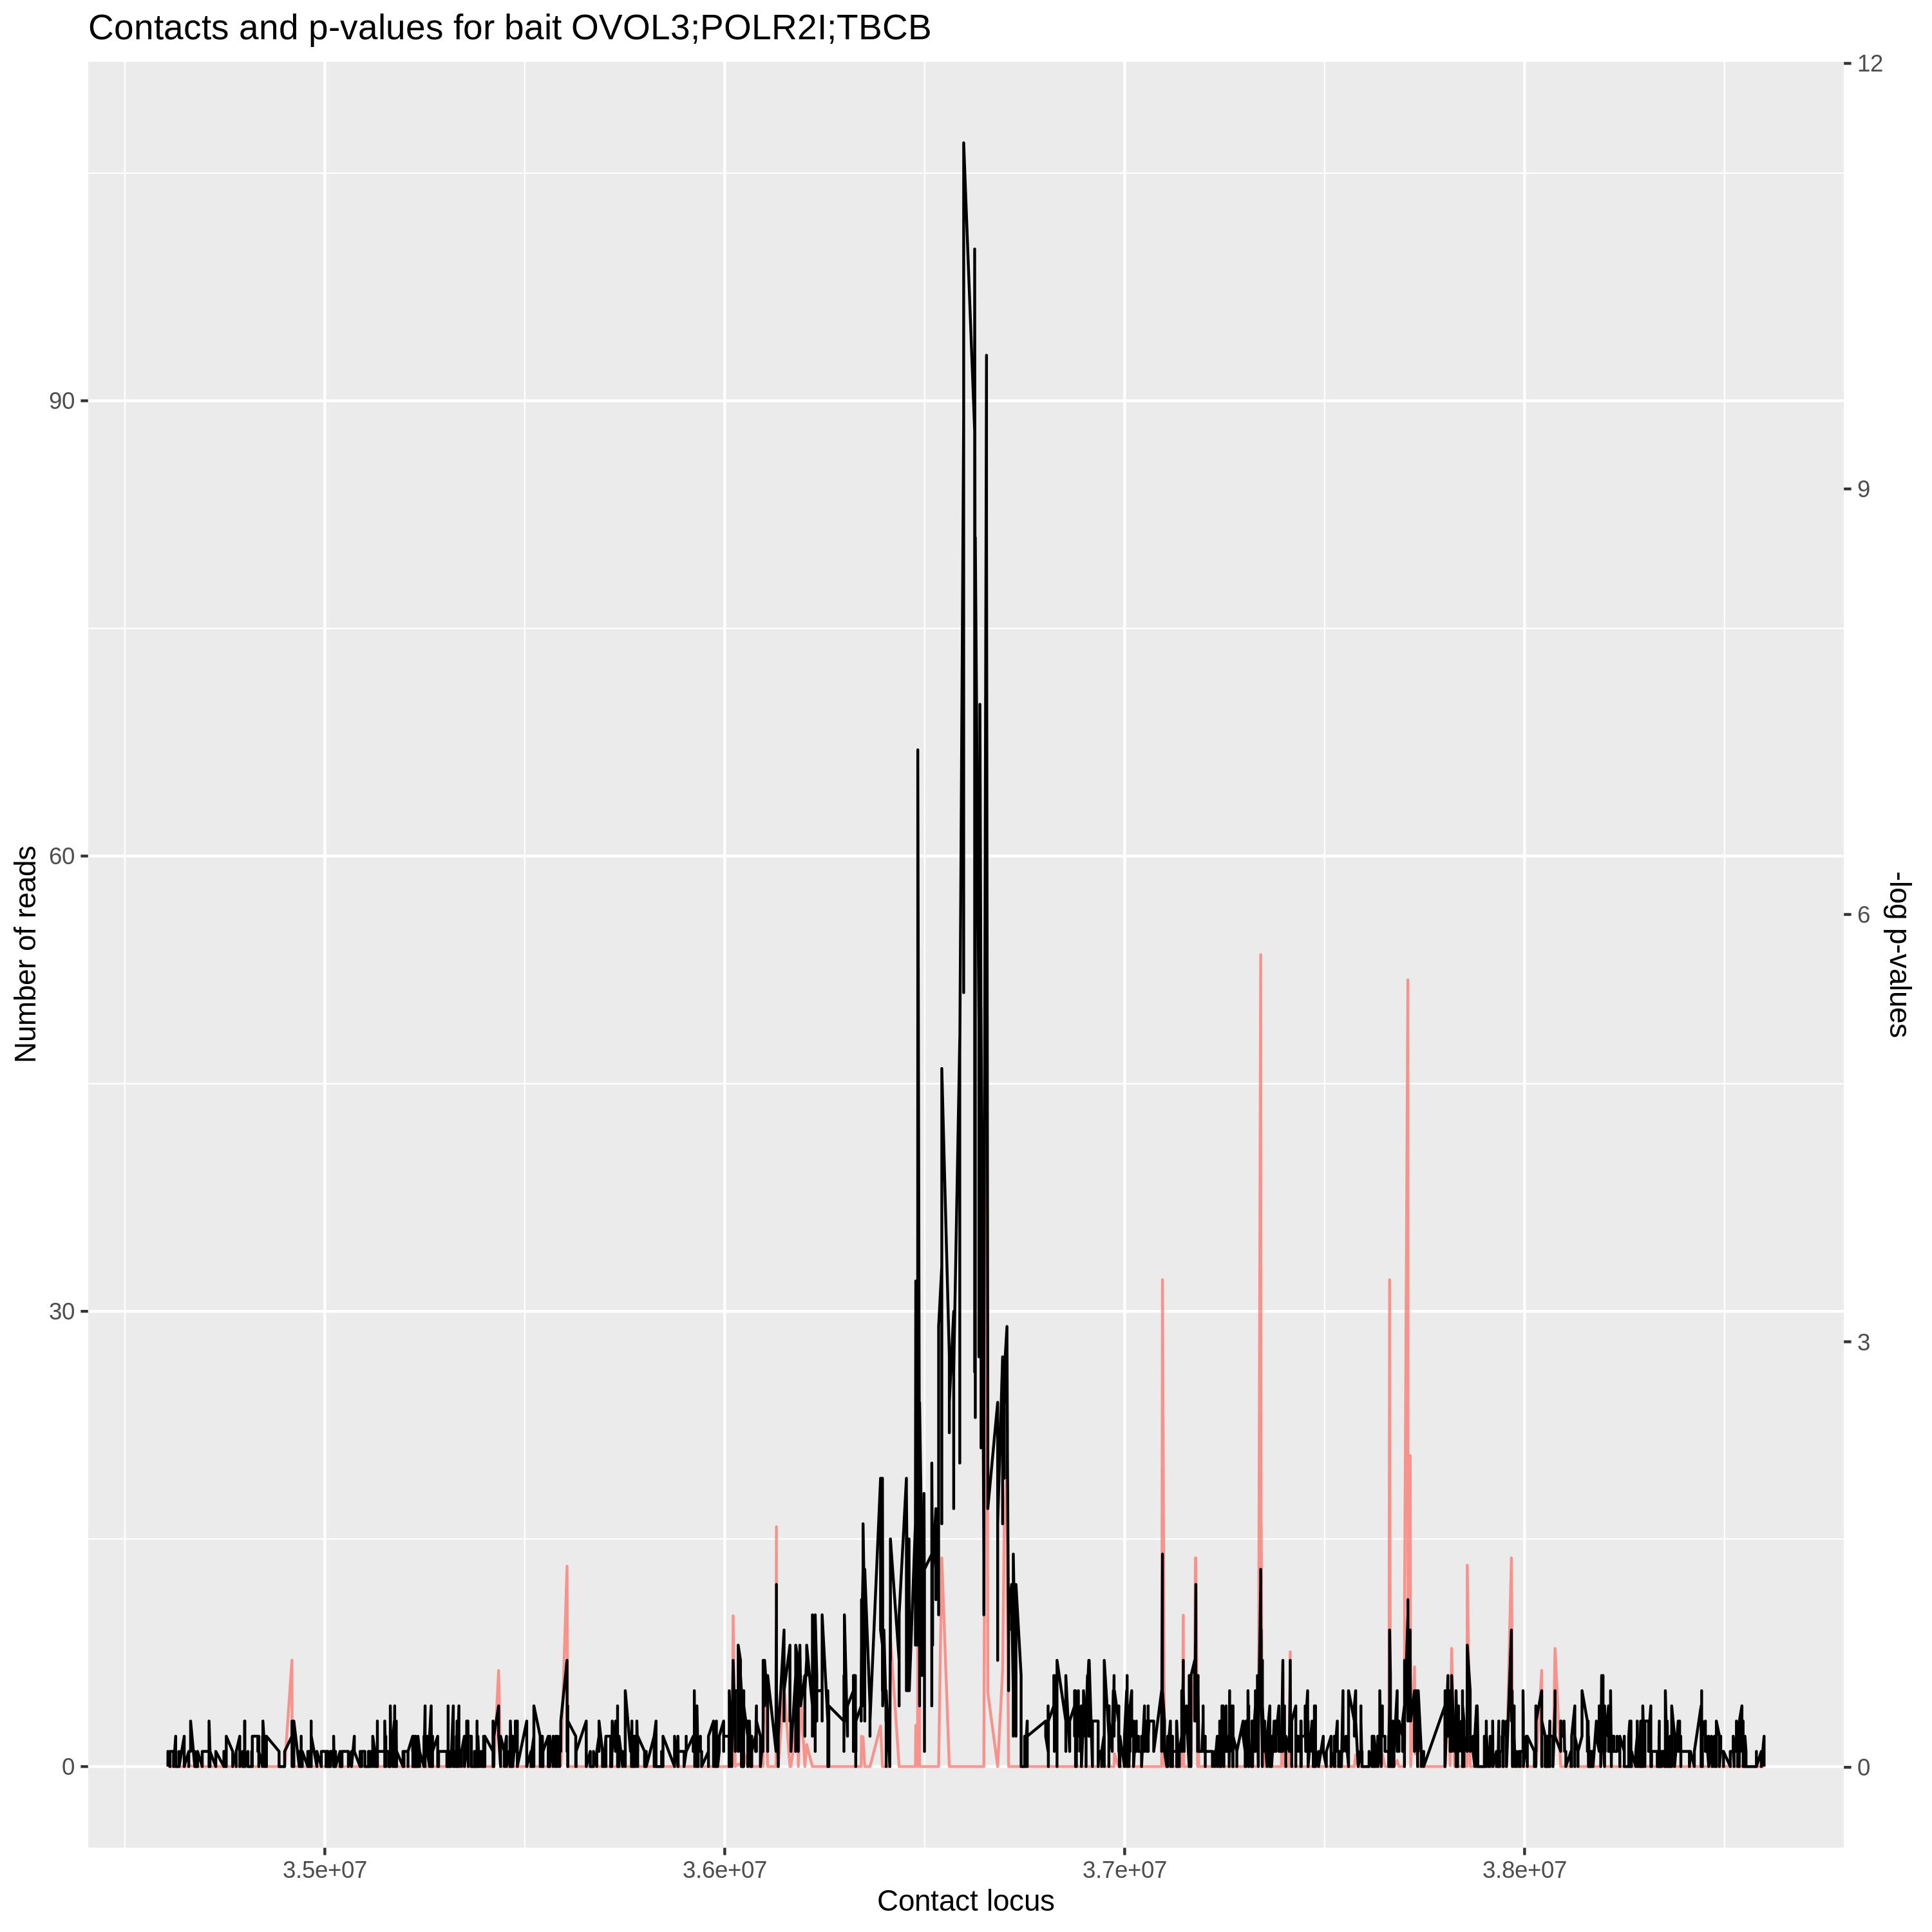 Contacts and p-values for bait OVOL3;POLR2I;TBCB
12
90
9
60
6
Number of reads
-log p-values
30
3
0
0
3.5e+07 3.6e+07 3.7e+07 3.8e+07
Contact locus